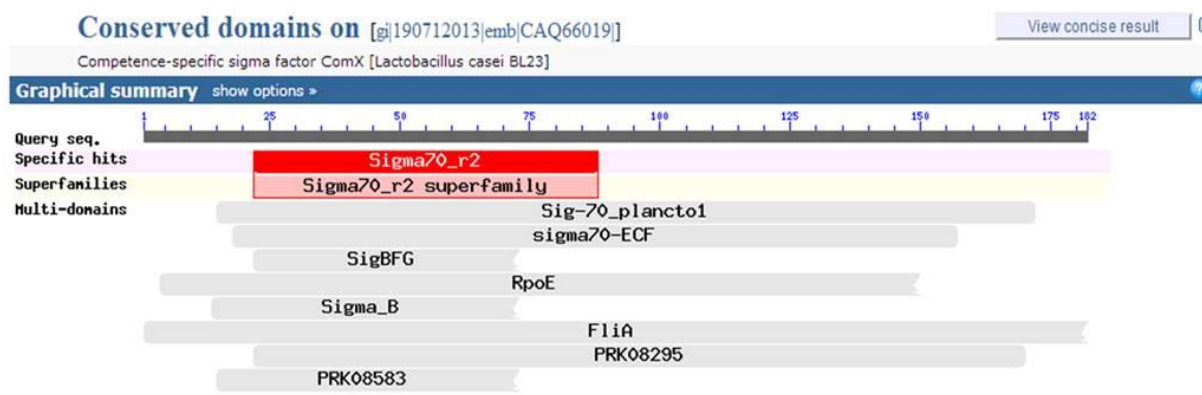 Conserved domains on [gi|190712013|emb|CAQ66019|]
View concise result
Competence-specific sigma factor ComX [Lactobacillus casei BL23]
Graphical summary show options »
?
1 25 50 75 100 125 150 175 182
Query seq.
Specific hits Sigma70_r2
Superfamilies Sigma70_r2 superfamily
Multi-domains Sig-70_plancto1
sigma70-ECF
SigBFG
RpoE
Sigma_B
FliA
PRK08295
PRK08583